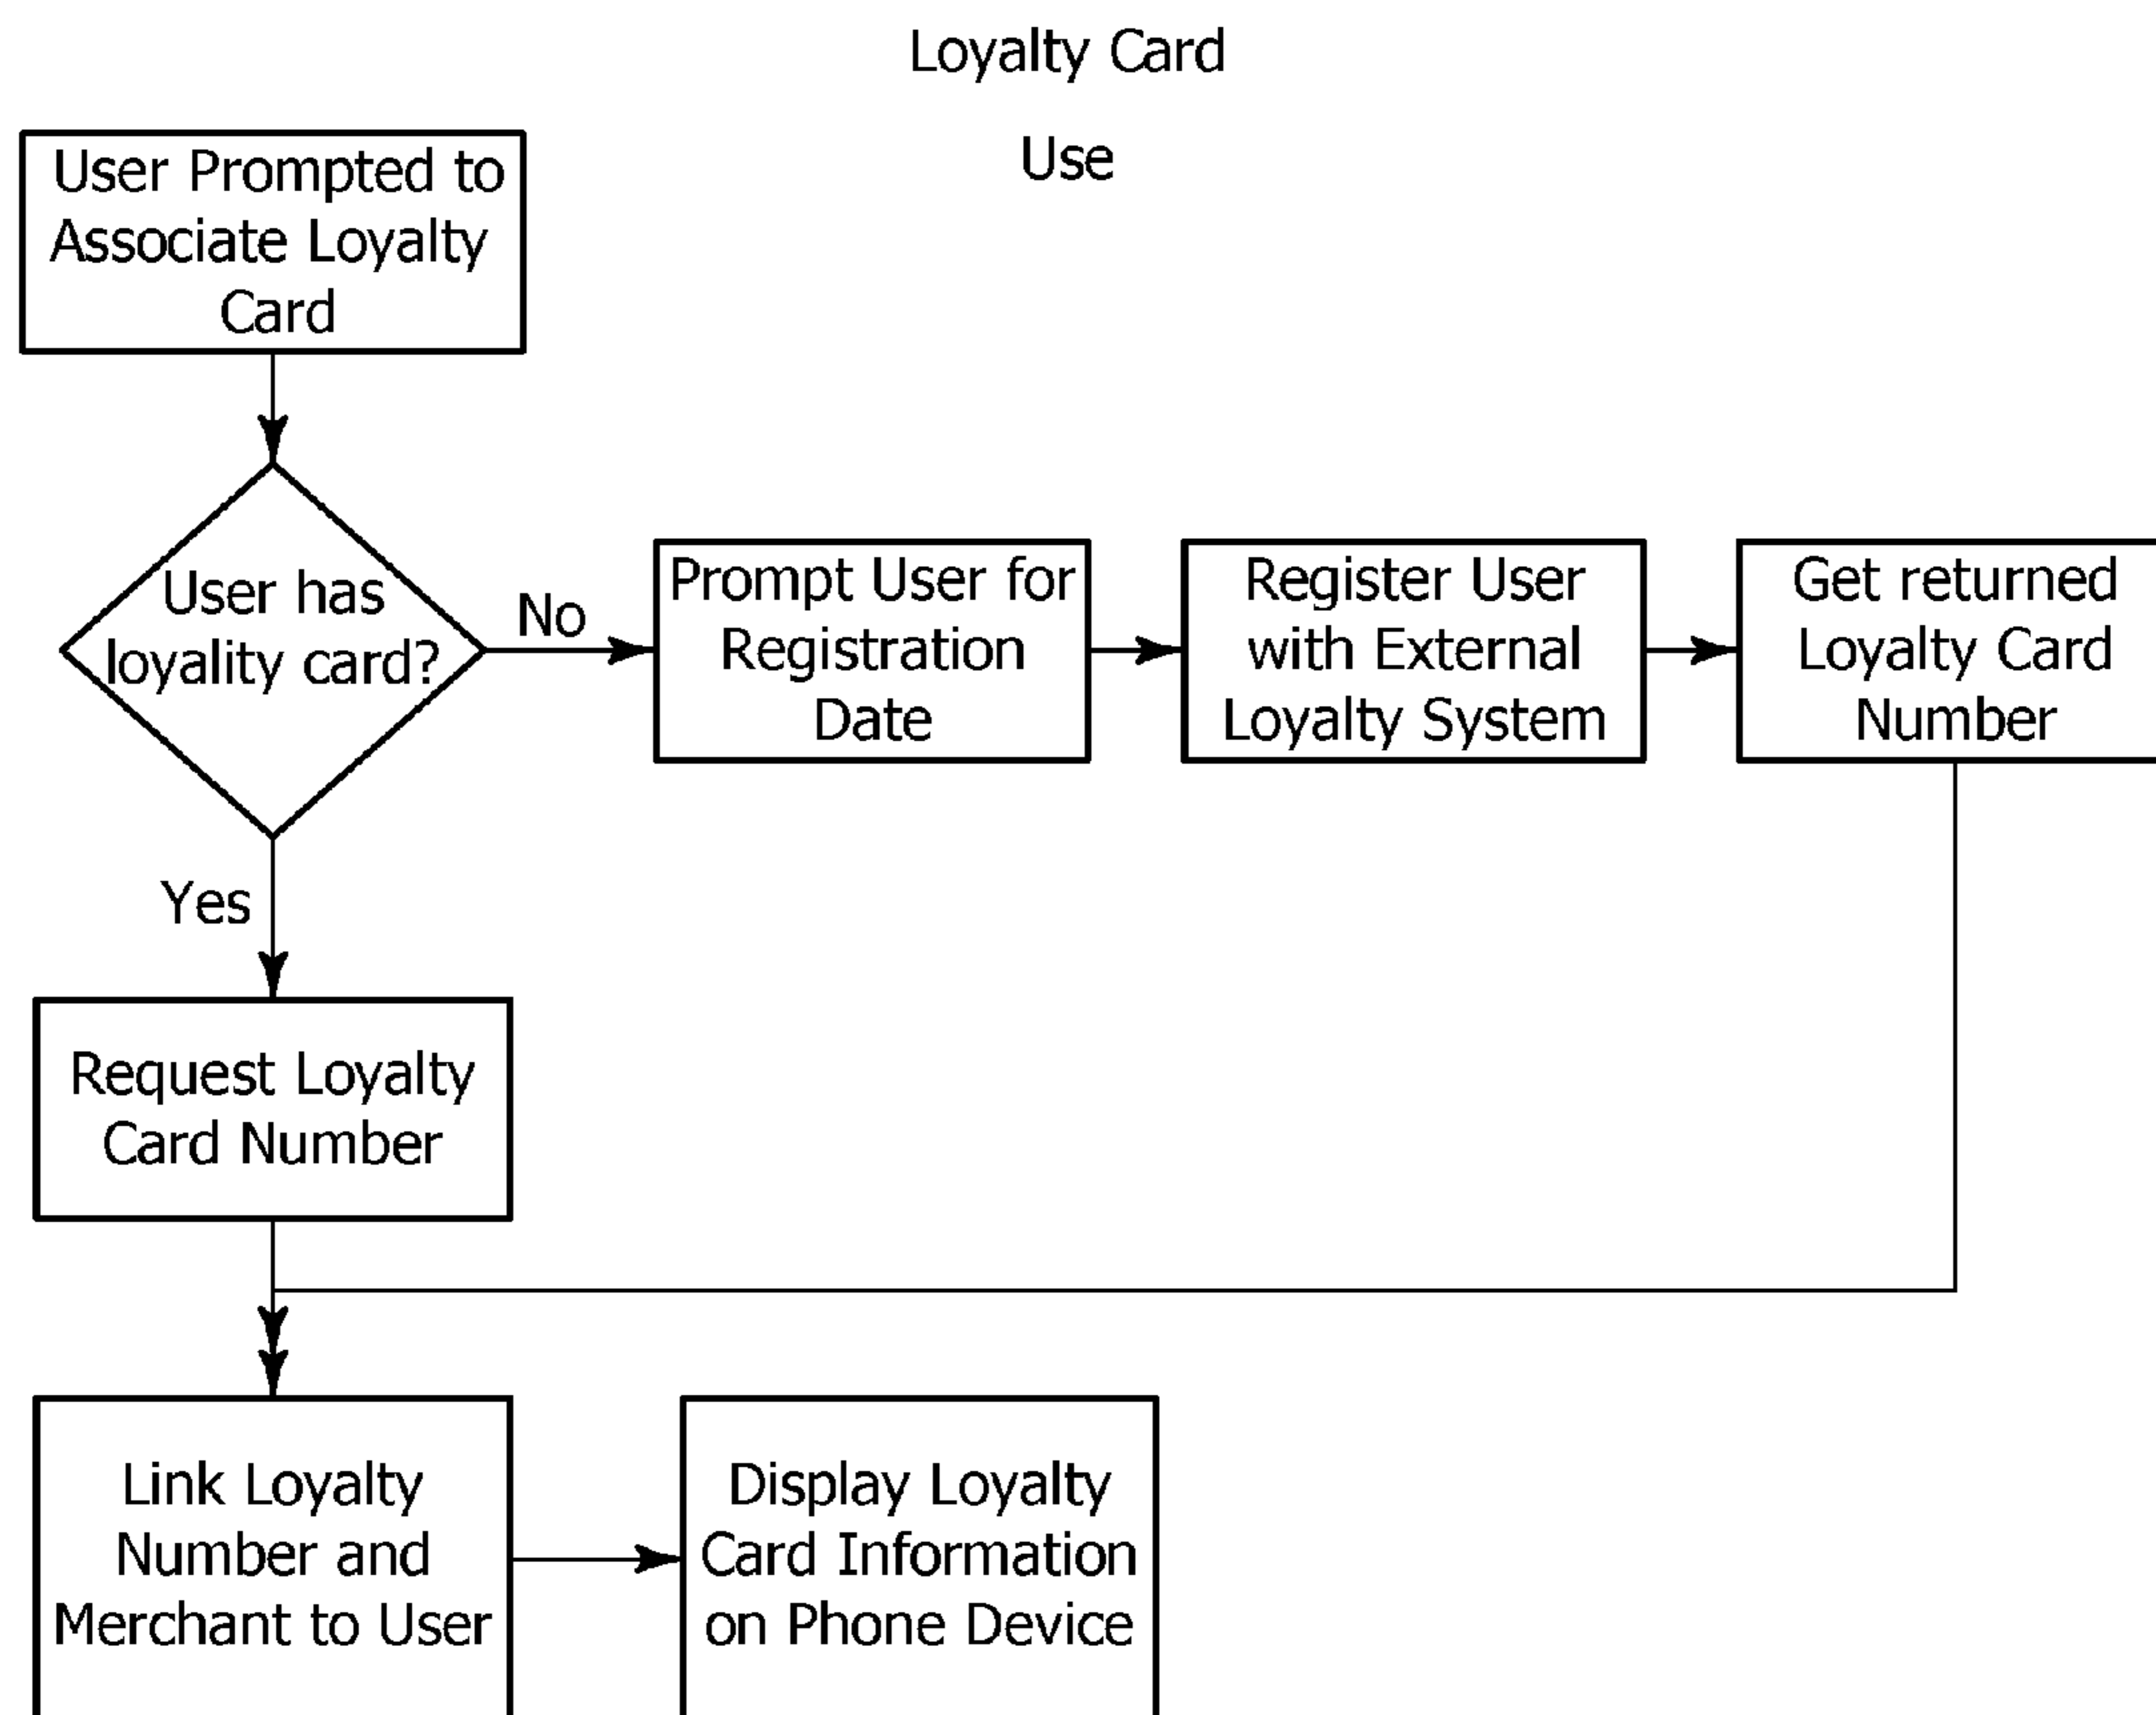 Loyalty Card
Use
User Prompted to
Associate Loyalty
Card
User has
loyality card?
No
Prompt User for
Registration
Date
Register User
with External
Loyalty System
Get returned
Loyalty Card
Number
Yes
Request Loyalty
Card Number
Link Loyalty
Number and
Merchant to User
Display Loyalty
Card Information
on Phone Device